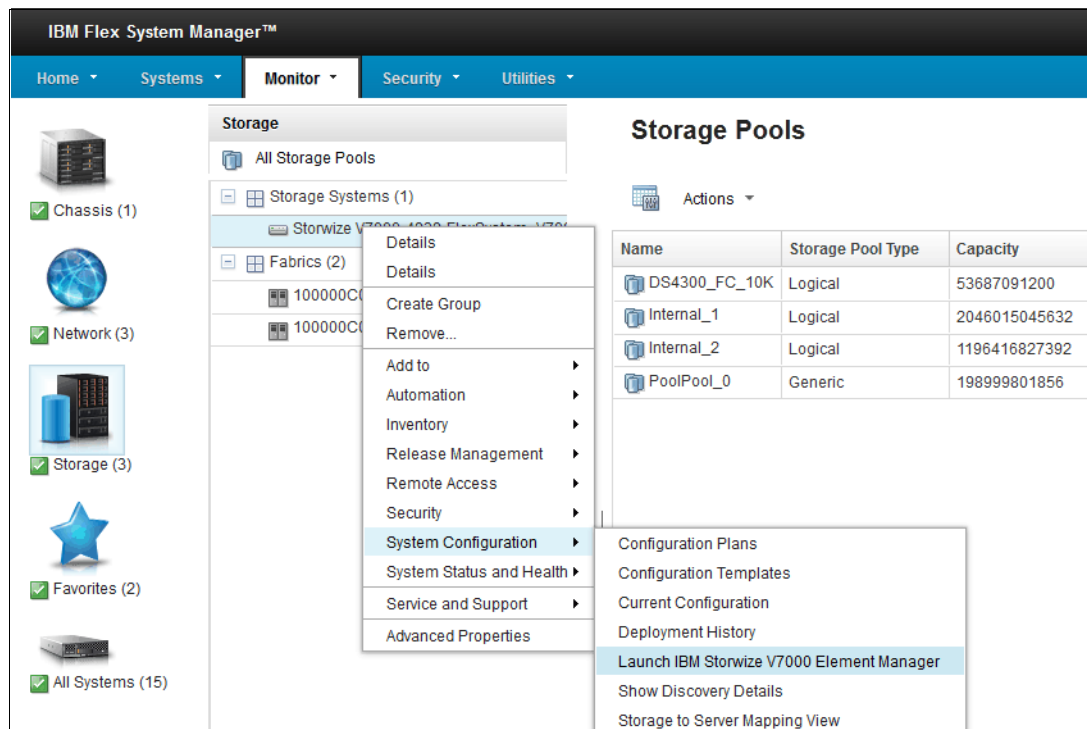 IBM Flex System Manager™
Home Systems Monitor Security Utilities
Chassis (1)
Network (3)
Storage (3)
Favorites (2)
All Systems (15)
Storage
All Storage Pools
Storage Systems (1)
Storwize
Fabrics (2)
Details
Details
Create Group
Remove...
Add to
Automation
Inventory
Release Management
Remote Access
Security
System Configuration
System Status and Health
Service and Support
Advanced Properties
Configuration Plans
Configuration Templates
Current Configuration
Deployment History
Launch IBM Storwize V7000 Element Manager
Show Discovery Details
Storage to Server Mapping View
Storage Pools
Actions
Name Storage Pool Type Capacity
DS4300_FC_10K Logical 53687091200
Internal_1 Logical 2046015045632
Internal_2 Logical 1196416827392
PoolPool_0 Generic 198999801856